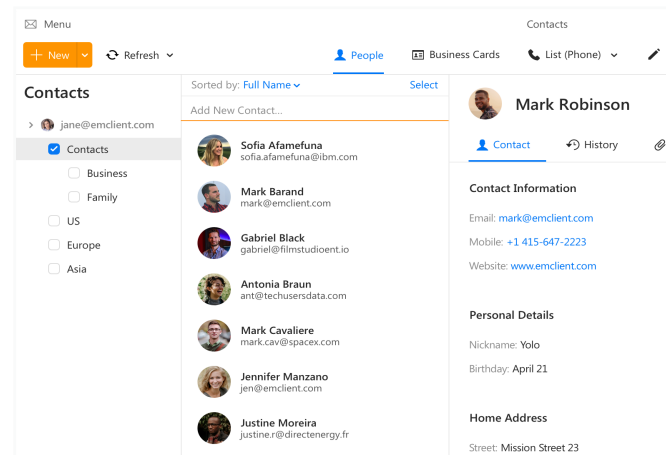 Menu
Contacts
New
Refresh
People
Business Cards
List (Phone)
Contacts
jane@emclient.com
Contacts
Business
Family
US
Europe
Asia
Sorted by: Full Name
Select
Add New Contact...
Sofia Afamefuna
sofia.afamefuna@ibm.com
Mark Barand
mark@emclient.com
Gabriel Black
gabriel@filmstudioent.io
Antonia Braun
ant@techusersdata.com
Mark Cavaliere
mark.cav@spacex.com
Jennifer Manzano
jen@emclient.com
Justine Moreira
justine.r@directenergy.fr
Mark Robinson
Contact
History
Contact Information
Email: mark@emclient.com
Mobile: +1 415-647-2223
Website: www.emclient.com
Personal Details
Nickname: Yolo
Birthday: April 21
Home Address
Street: Mission Street 23